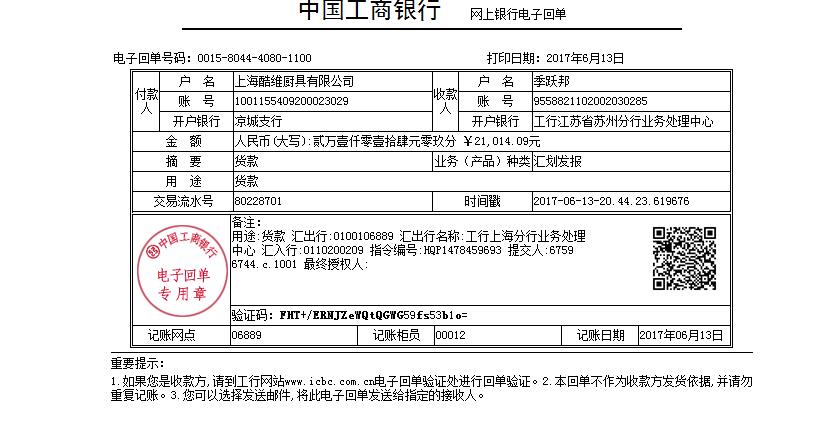 中国工商银行 网上银行电子回单
电子回单号码：0015-8044-4080-1100 打印日期：2017年6月13日
付款人 户 名 上海酷维厨具有限公司 收款人 户 名 季跃邦
账 号 1001155409200023029 账 号 9558821102002030285
开户银行 凉城支行 开户银行 工行江苏省苏州分行业务处理中心
金 额 人民币(大写):贰万壹仟零壹拾肆元零玖分 ￥21,014.09元
摘 要 货款 业务（产品）种类 汇划发报
用 途 货款
交易流水号 80228701 时间戳 2017-06-13-20.44.23.619676
备注:
用途:货款 汇出行:0100106889 汇出行名称:工行上海分行业务处理
中心 汇入行:0110200209 指令编号:HQP1478459693 提交人:6759
6744.c.1001 最终授权人:
中国工商银行
电子回单
专用章
验证码: FHT+/ERNJZeWQtQGWG59fs53b1o=
记账网点 06889 记账柜员 00012 记账日期 2017年06月13日
重要提示:
1.如果您是收款方,请到工行网站www.icbc.com.cn电子回单验证处进行回单验证。2.本回单不作为收款方发货依据,并请勿
重复记账。3.您可以选择发送邮件,将此电子回单发送给指定的接收人。